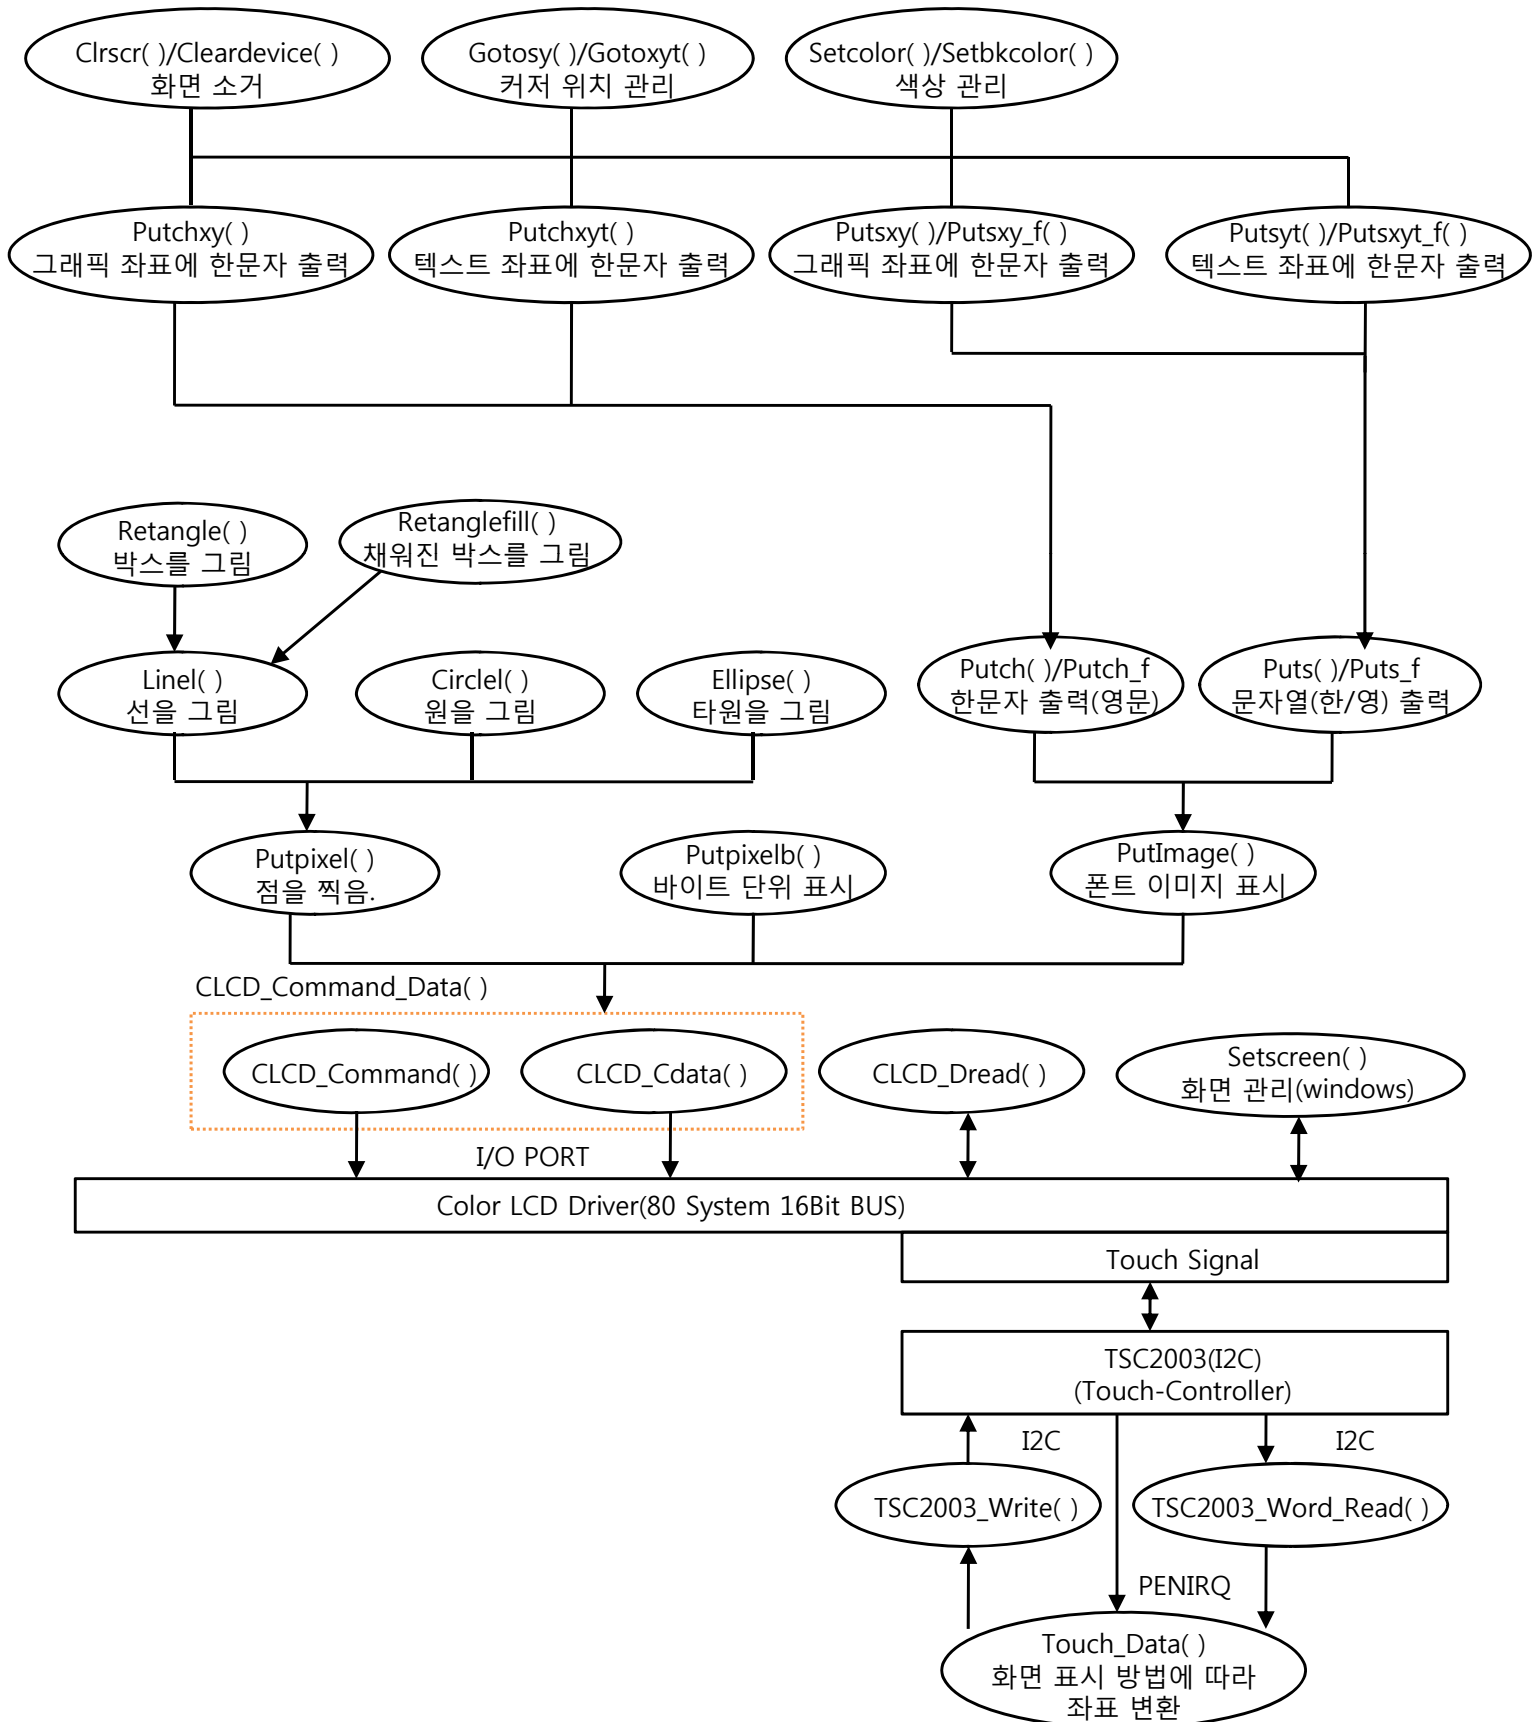 Clrscr( )/Cleardevice( )
화면 소거
Gotosy( )/Gotoxyt( )
커저 위치 관리
Setcolor( )/Setbkcolor( )
색상 관리
Putchxy( )
그래픽 좌표에 한문자 출력
Putchxyt( )
텍스트 좌표에 한문자 출력
Putsxy( )/Putsxy_f( )
그래픽 좌표에 한문자 출력
Putsyt( )/Putsxyt_f( )
텍스트 좌표에 한문자 출력
Retangle( )
박스를 그림
Retanglefill( )
채워진 박스를 그림
Linel( )
선을 그림
Circlel( )
원을 그림
Ellipse( )
타원을 그림
Putch( )/Putch_f
한문자 출력(영문)
Puts( )/Puts_f
문자열(한/영) 출력
Putpixel( )
점을 찍음.
Putpixelb( )
바이트 단위 표시
PutImage( )
폰트 이미지 표시
CLCD_Command_Data( )
CLCD_Command( )
CLCD_Cdata( )
CLCD_Dread( )
Setscreen( )
화면 관리(windows)
I/O PORT
Color LCD Driver(80 System 16Bit BUS)
Touch Signal
TSC2003(I2C)
(Touch-Controller)
I2C
I2C
TSC2003_Write( )
TSC2003_Word_Read( )
PENIRQ
Touch_Data( )
화면 표시 방법에 따라
좌표 변환